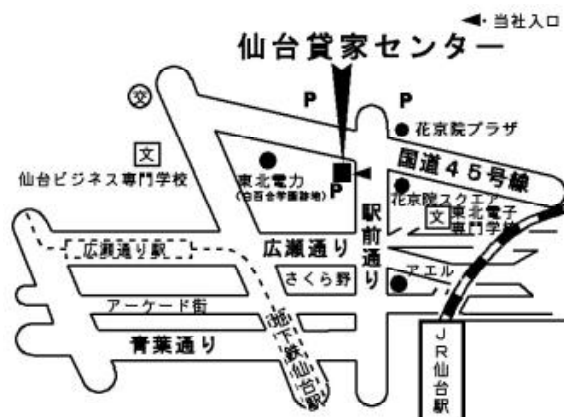 ◀・当社入口
仙台貸家センター
P
P
交
花京院プラザ
国道45号線
文
仙台ビジネス専門学校
東北電力
(白百合学園跡地)
P
花京院スクエア
文
東北電子
専門学校
駅前通り
広瀬通り駅
広瀬通り
さくら野
アエル
アーケード街
青葉通り
地下鉄仙台駅
JR仙台駅